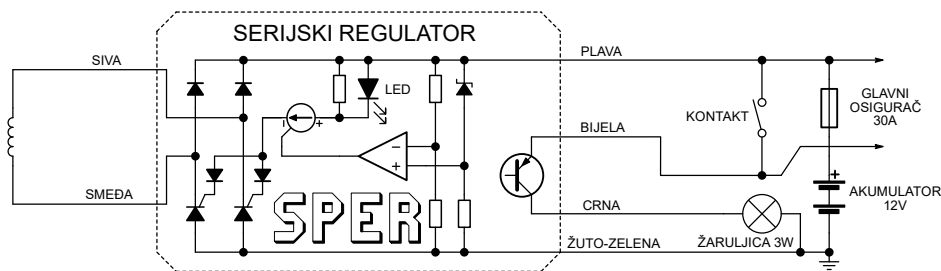 SERIJSKI REGULATOR
SIVA
PLAVA
LED
GLAVNI
OSIGURAČ
30A
KONTAKT
BIJELA
- +
−
+
SMEĐA
SPER
CRNA
+
AKUMULATOR
12V
ŽUTO-ZELENA
ŽARULJICA 3W